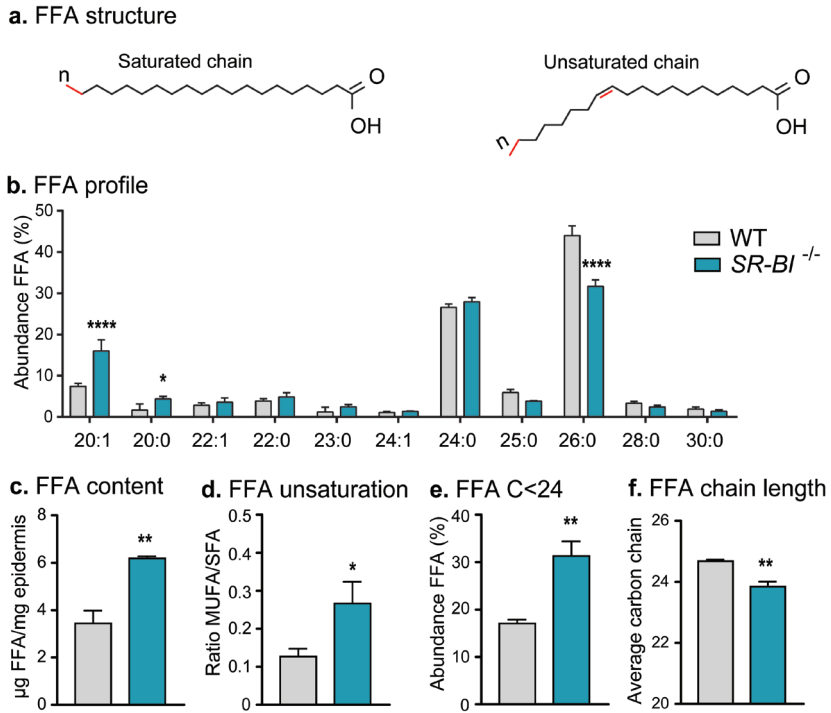 a. FFA structure
Saturated chain
Unsaturated chain
n
O
OH
n
O
OH
b. FFA profile
Abundance FFA (%)
50
40
30
20
10
0
****
*
****
WT
SR-BI -/-
20:1 20:0 22:1 22:0 23:0 24:1 24:0 25:0 26:0 28:0 30:0
c. FFA content
µg FFA/mg epidermis
8
6
4
2
0
**
d. FFA unsaturation
Ratio MUFA/SFA
0.5
0.4
0.3
0.2
0.1
0
*
e. FFA C<24
Abundance FFA (%)
40
30
20
10
0
**
f. FFA chain length
Average carbon chain
26
24
22
20
**